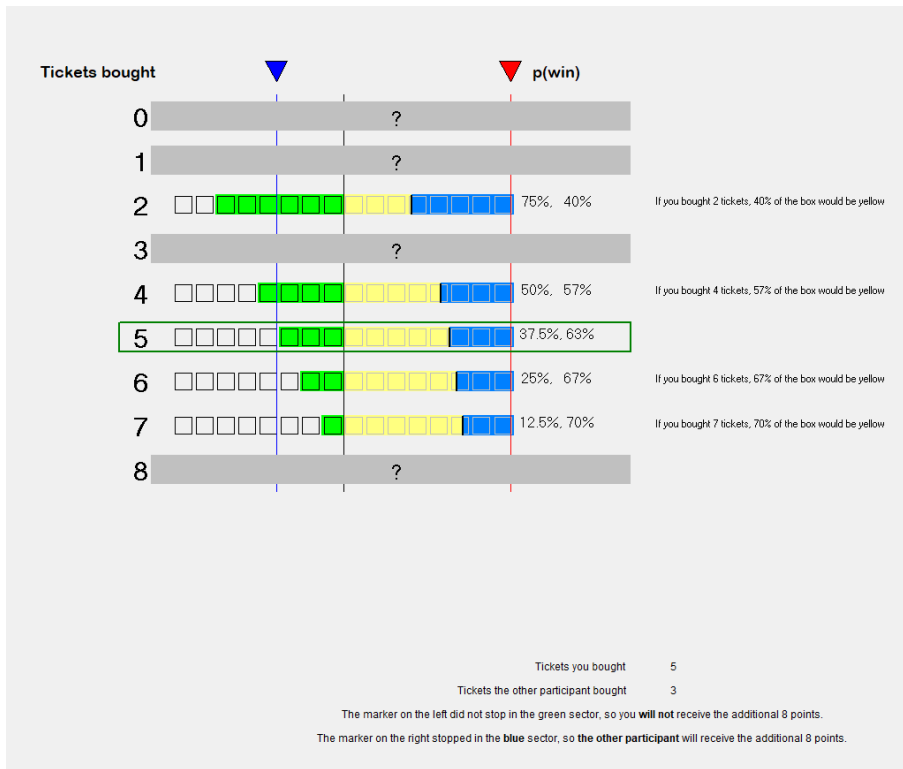 Tickets bought p(win)
0 ?
1 ?
2 75%, 40% If you bought 2 tickets, 40% of the box would be yellow
3 ?
4 50%, 57% If you bought 4 tickets, 57% of the box would be yellow
5 37.5%, 63%
6 25%, 67% If you bought 6 tickets, 67% of the box would be yellow
7 12.5%, 70% If you bought 7 tickets, 70% of the box would be yellow
8 ?
Tickets you bought 5
Tickets the other participant bought 3
The marker on the left did not stop in the green sector, so you will not receive the additional 8 points.
The marker on the right stopped in the blue sector, so the other participant will receive the additional 8 points.